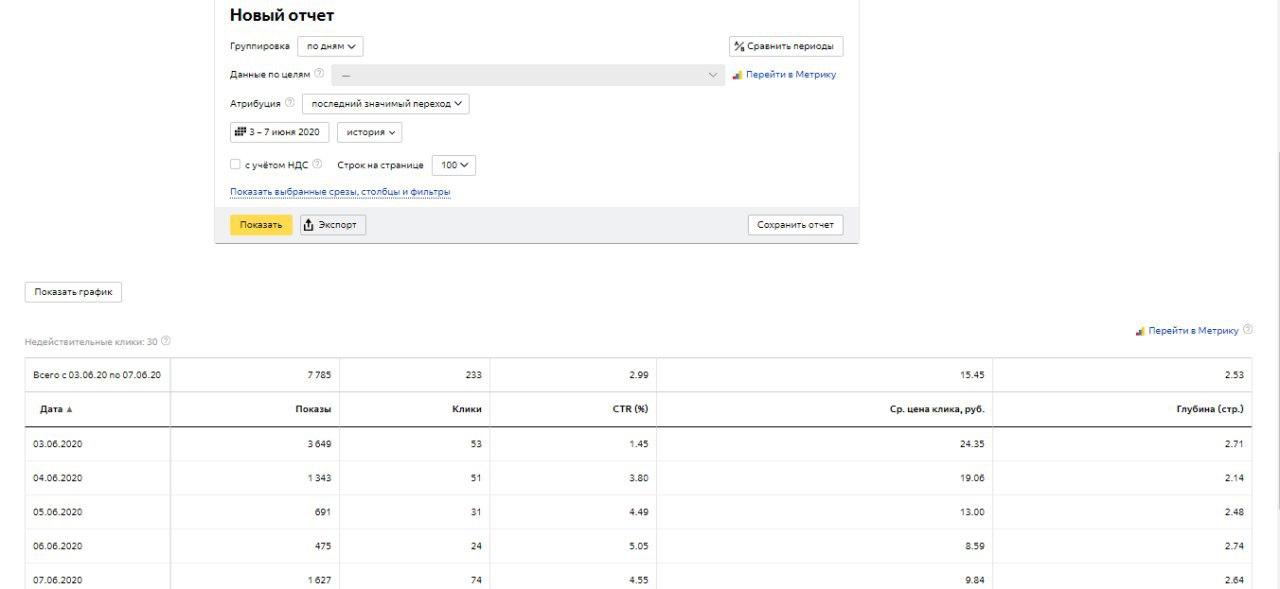 Новый отчет
Группировка по дням Сравнить периоды
Данные по целям — Перейти в Метрику
Атрибуция последний значимый переход
3 – 7 июня 2020 история
с учётом НДС Строк на странице 100
Показать выбранные срезы, столбцы и фильтры
Показать Экспорт Сохранить отчет
Показать график
Перейти в Метрику
Недействительные клики: 30
Всего с 03.06.20 по 07.06.20 7 785 233 2.99 15.45 2.53
Дата ▲ Показы Клики CTR (%) Ср. цена клика, руб. Глубина (стр.)
03.06.2020 3 649 53 1.45 24.35 2.71
04.06.2020 1 343 51 3.80 19.06 2.14
05.06.2020 691 31 4.49 13.00 2.48
06.06.2020 475 24 5.05 8.59 2.74
07.06.2020 1 627 74 4.55 9.84 2.64